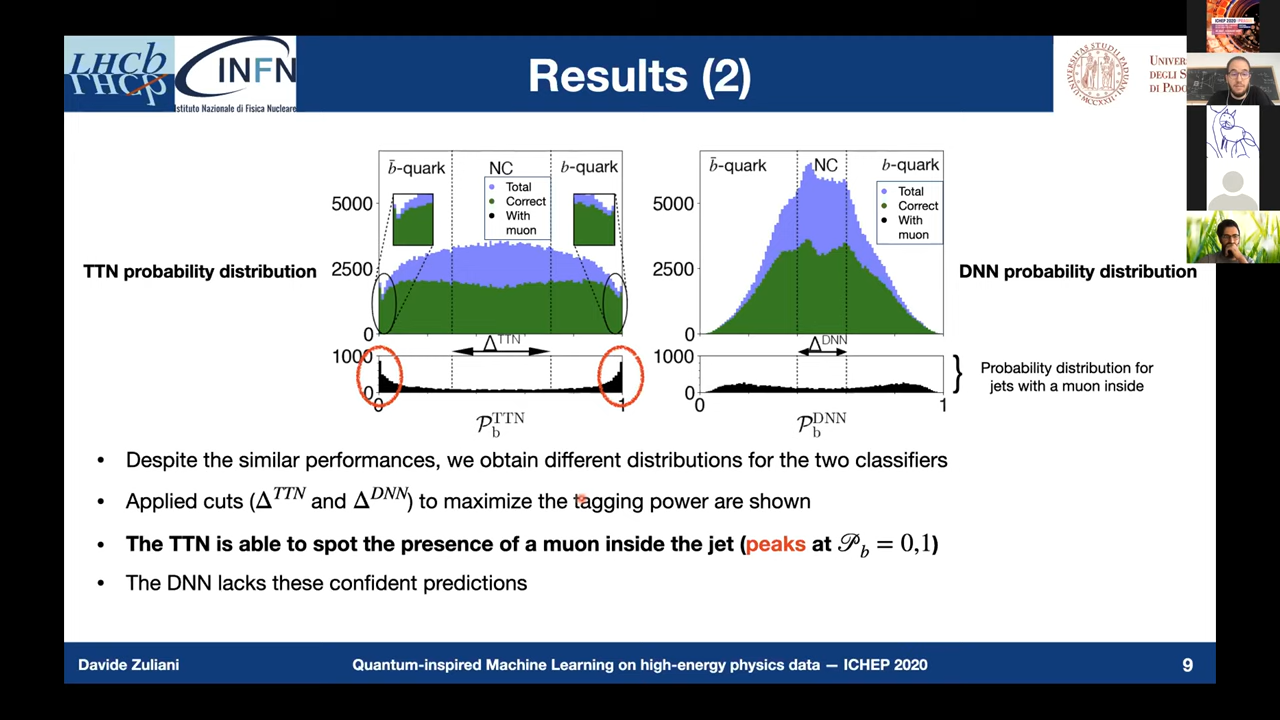 LHCb
LHCb
INFN
Istituto Nazionale di Fisica Nucleare
Results (2)
UNIVER
DEGLI S
DI PADO
ICHEP 2020 PRAGUE
b̄-quark NC b-quark
Total
Correct
With
muon
5000
2500
0
1000
0
0 1
Δ^TTN
𝒫_b^TTN
TTN probability distribution
b̄-quark NC b-quark
Total
Correct
With
muon
5000
2500
0
1000
0
0 1
Δ^DNN
𝒫_b^DNN
DNN probability distribution
Probability distribution for
jets with a muon inside
• Despite the similar performances, we obtain different distributions for the two classifiers
• Applied cuts (Δ^TTN and Δ^DNN) to maximize the tagging power are shown
• The TTN is able to spot the presence of a muon inside the jet (peaks at 𝒫_b = 0,1)
• The DNN lacks these confident predictions
Davide Zuliani
Quantum-inspired Machine Learning on high-energy physics data — ICHEP 2020
9